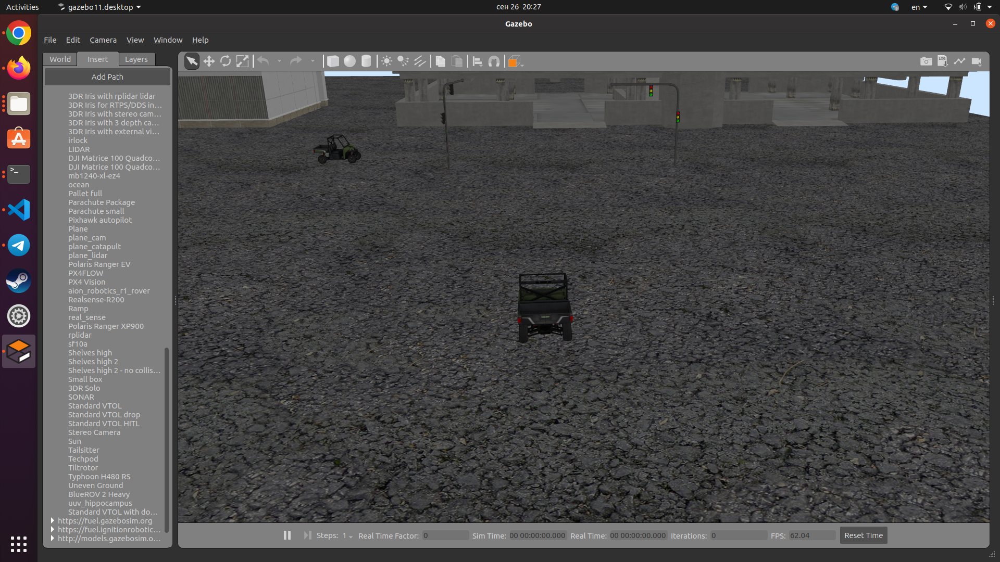 Activities
gazebo11.desktop
сен 26 20:27
en
Gazebo
File Edit Camera View Window Help
World Insert Layers
Add Path
3DR Iris with rplidar lidar
3DR Iris for RTPS/DDS in...
3DR Iris with stereo cam...
3DR Iris with 3 depth ca...
3DR Iris with external vi...
irlock
LIDAR
DJI Matrice 100 Quadco...
DJI Matrice 100 Quadco...
mb1240-xl-ez4
ocean
Pallet full
Parachute Package
Parachute small
Pixhawk autopilot
Plane
plane_cam
plane_catapult
plane_lidar
Polaris Ranger EV
PX4FLOW
PX4 Vision
aion_robotics_r1_rover
Realsense-R200
Ramp
real_sense
Polaris Ranger XP900
rplidar
sf10a
Shelves high
Shelves high 2
Shelves high 2 - no collis...
Small box
3DR Solo
SONAR
Standard VTOL
Standard VTOL drop
Standard VTOL HITL
Stereo Camera
Sun
Tailsitter
Techpod
Tiltrotor
Typhoon H480 RS
Uneven Ground
BlueROV 2 Heavy
uuv_hippocampus
Standard VTOL with do...
https://fuel.gazebosim.org
https://fuel.ignitionrobotic...
http://models.gazebosim.o...
LOG
Steps: 1 Real Time Factor: 0 Sim Time: 00 00:00:00.000 Real Time: 00 00:00:00.000 Iterations: 0 FPS: 62.04 Reset Time